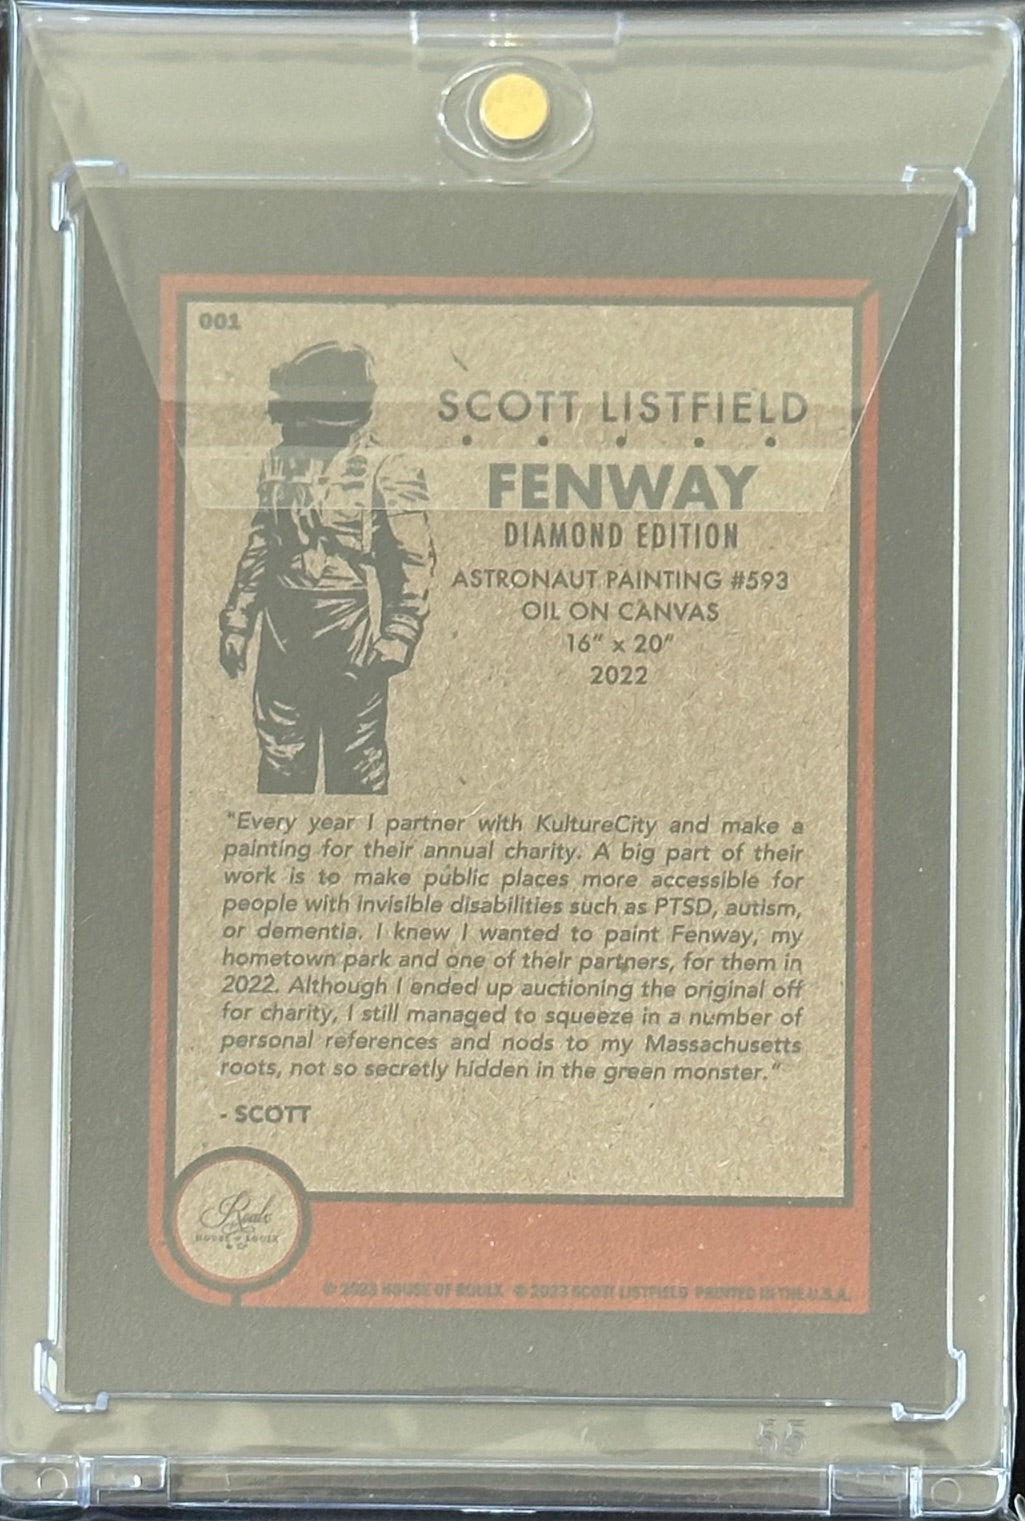 001
SCOTT LISTFIELD
FENWAY
DIAMOND EDITION
ASTRONAUT PAINTING #593
OIL ON CANVAS
16" x 20"
2022
"Every year I partner with KultureCity and make a
painting for their annual charity. A big part of their
work is to make public places more accessible for
people with invisible disabilities such as PTSD, autism,
or dementia. I knew I wanted to paint Fenway, my
hometown park and one of their partners, for them in
2022. Although I ended up auctioning the original off
for charity, I still managed to squeeze in a number of
personal references and nods to my Massachusetts
roots, not so secretly hidden in the green monster."
- SCOTT
Roulx
HOUSE of ROULX
& Cº
© 2023 HOUSE OF ROULX © 2023 SCOTT LISTFIELD PRINTED IN THE U.S.A.
55